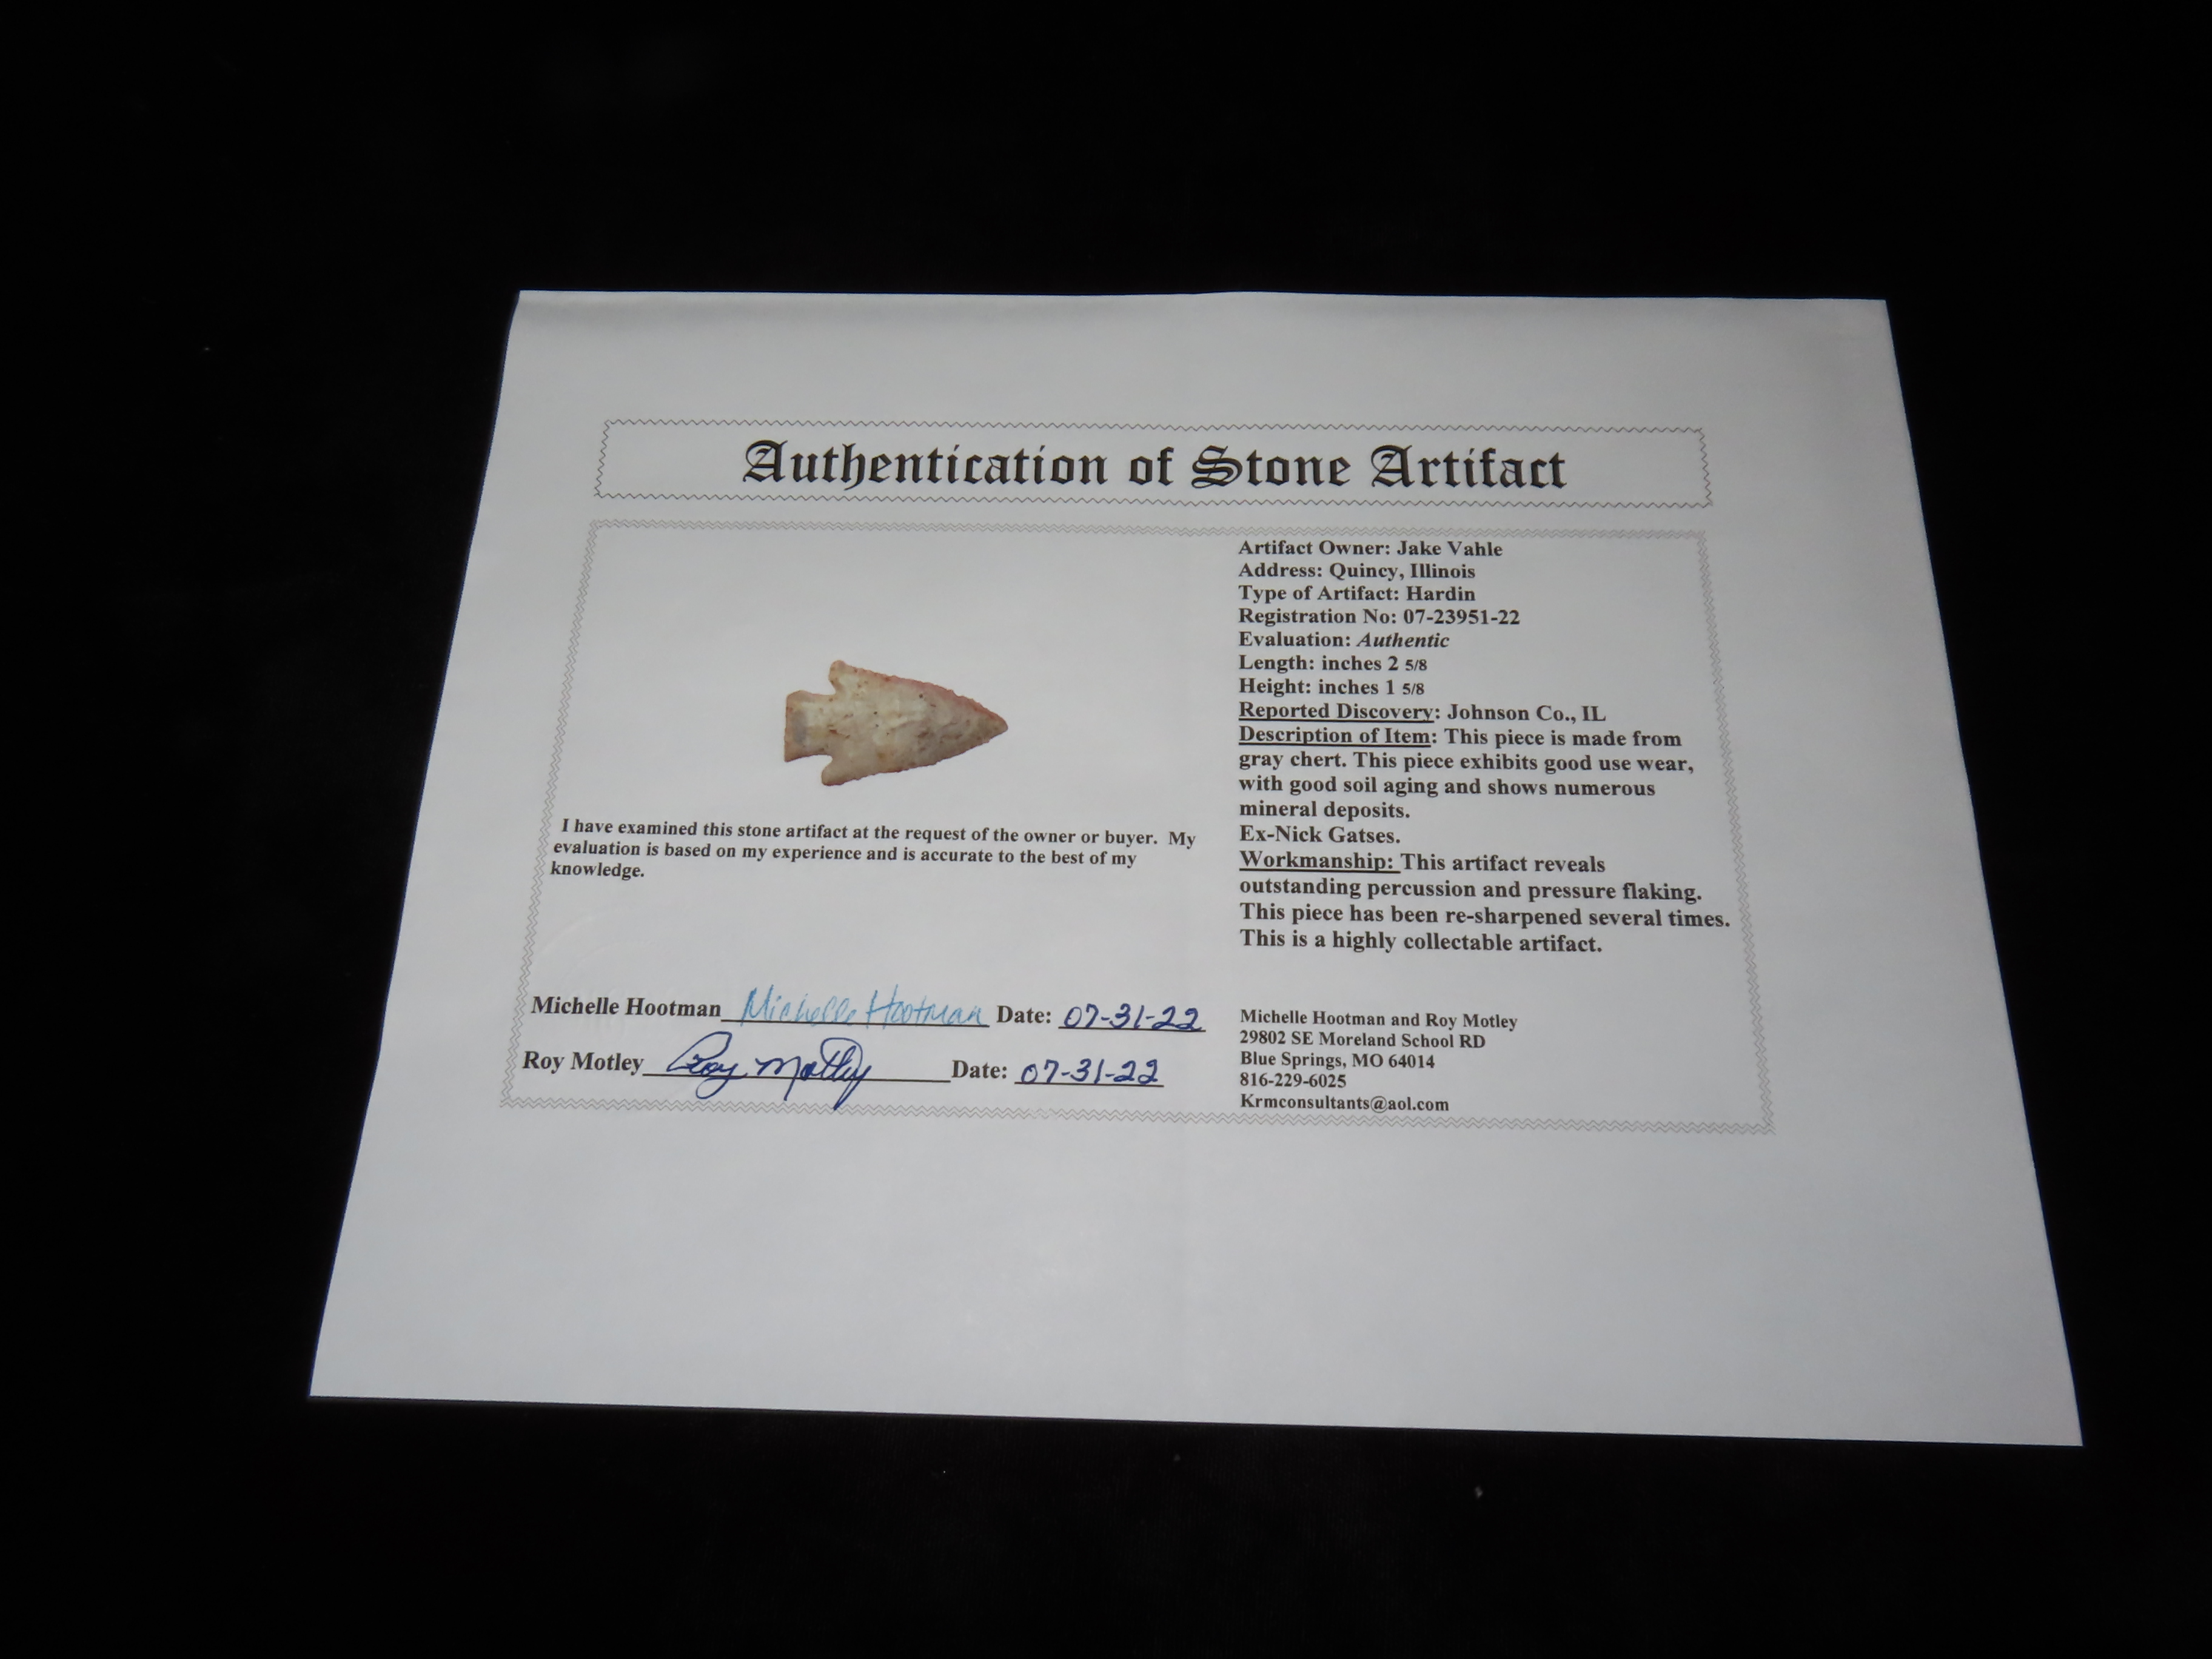 Authentication of Stone Artifact
Artifact Owner: Jake Vahle
Address: Quincy, Illinois
Type of Artifact: Hardin
Registration No: 07-23951-22
Evaluation: Authentic
Length: inches 2 5/8
Height: inches 1 5/8
Reported Discovery: Johnson Co., IL
Description of Item: This piece is made from
gray chert. This piece exhibits good use wear,
with good soil aging and shows numerous
mineral deposits.
Ex-Nick Gatses.
Workmanship: This artifact reveals
outstanding percussion and pressure flaking.
This piece has been re-sharpened several times.
This is a highly collectable artifact.
I have examined this stone artifact at the request of the owner or buyer. My
evaluation is based on my experience and is accurate to the best of my
knowledge.
Michelle Hootman Michelle Hootman Date: 07-31-22
Roy Motley Roy Motley Date: 07-31-22
Michelle Hootman and Roy Motley
29802 SE Moreland School RD
Blue Springs, MO 64014
816-229-6025
Krmconsultants@aol.com